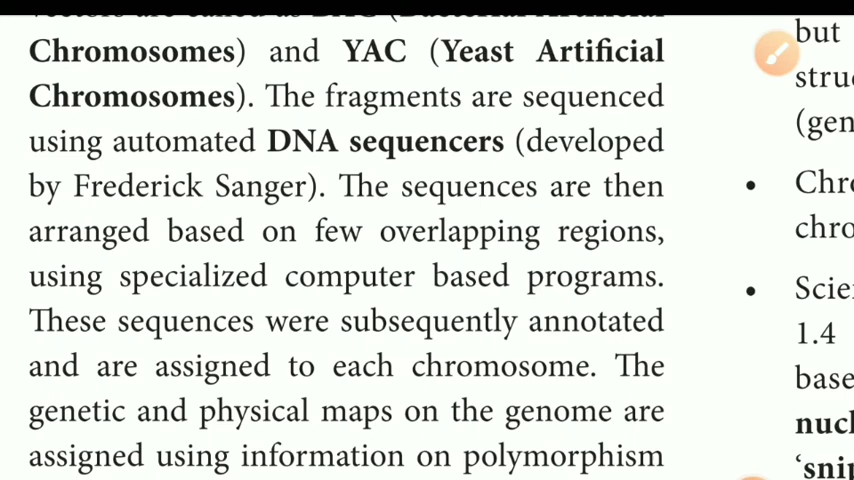 Chromosomes) and YAC (Yeast Artificial
Chromosomes). The fragments are sequenced
using automated DNA sequencers (developed
by Frederick Sanger). The sequences are then
arranged based on few overlapping regions,
using specialized computer based programs.
These sequences were subsequently annotated
and are assigned to each chromosome. The
genetic and physical maps on the genome are
assigned using information on polymorphism
but
(gen
•
chro
•
1.4
base